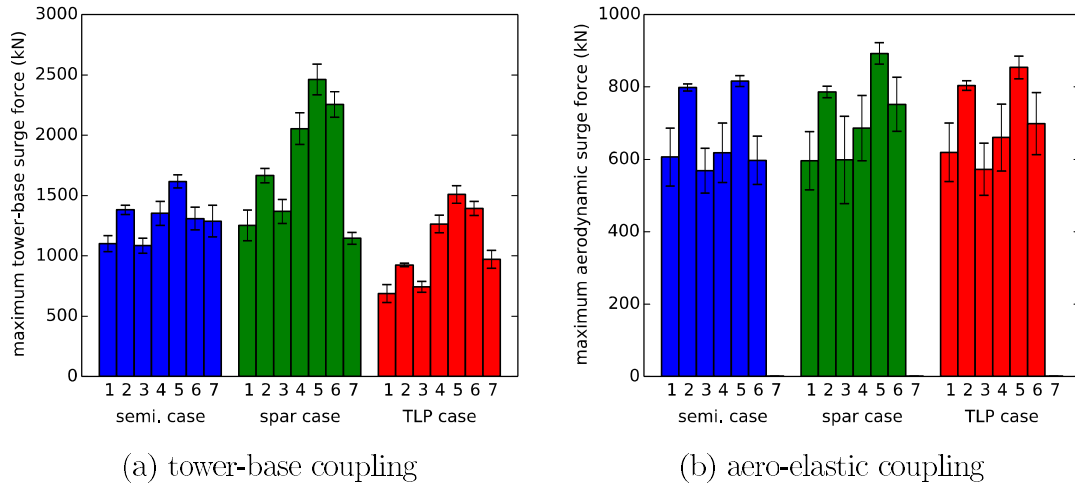 maximum tower-base surge force (kN)
3000
2500
2000
1500
1000
500
0
1 2 3 4 5 6 7 1 2 3 4 5 6 7 1 2 3 4 5 6 7
semi. case spar case TLP case
(a) tower-base coupling
maximum aerodynamic surge force (kN)
1000
800
600
400
200
0
1 2 3 4 5 6 7 1 2 3 4 5 6 7 1 2 3 4 5 6 7
semi. case spar case TLP case
(b) aero-elastic coupling